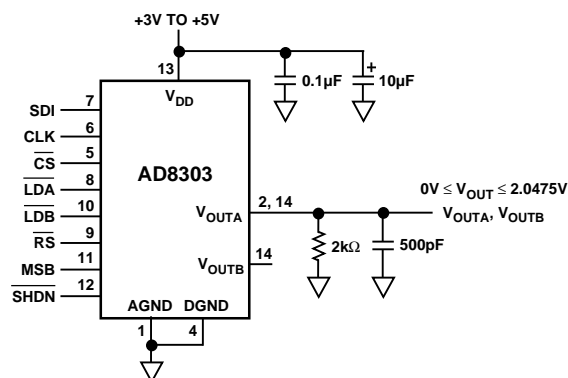 +3V TO +5V
13
VDD
0.1µF
+
10µF
SDI 7
CLK 6
CS 5
LDA 8
LDB 10
RS 9
MSB 11
SHDN 12
AD8303
VOUTA 2, 14
VOUTB 14
0V ≤ VOUT ≤ 2.0475V
VOUTA, VOUTB
2kΩ
500pF
AGND DGND
1 4